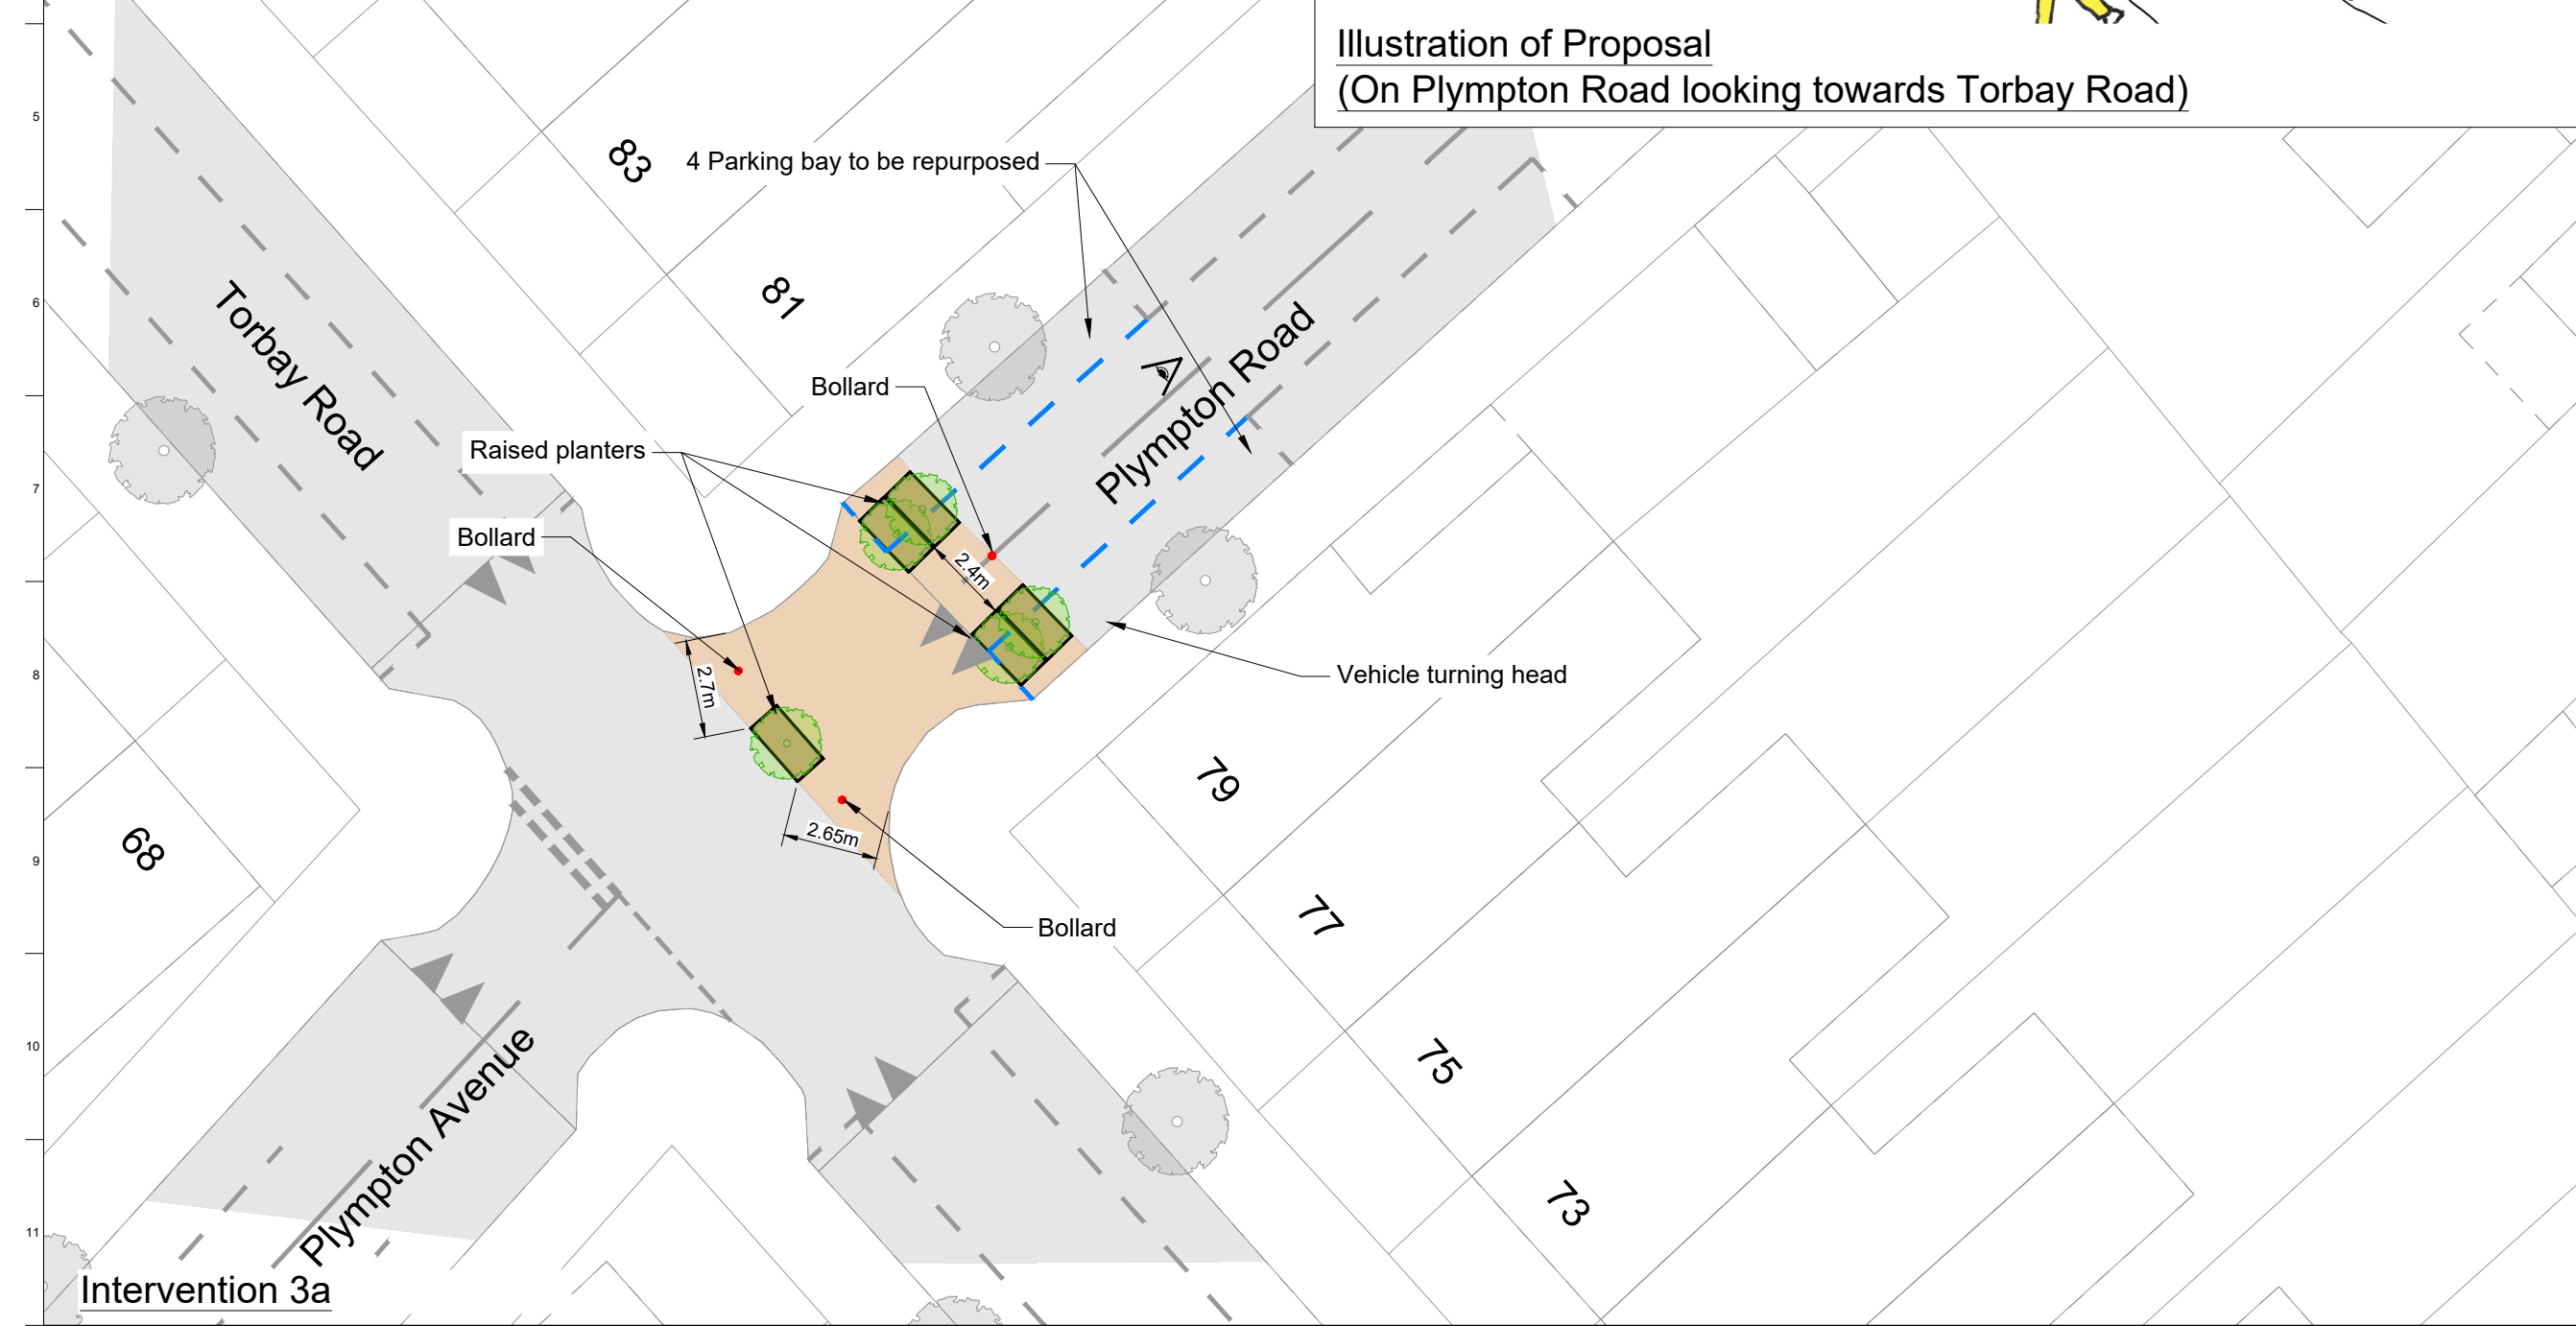 Illustration of Proposal
(On Plympton Road looking towards Torbay Road)
5
83
4 Parking bay to be repurposed
6
81
Torbay Road
Plympton Road
Bollard
Raised planters
7
Bollard
2.4m
8
2.7m
Vehicle turning head
79
2.65m
68
9
77
Bollard
10
75
Plympton Avenue
73
11
Intervention 3a